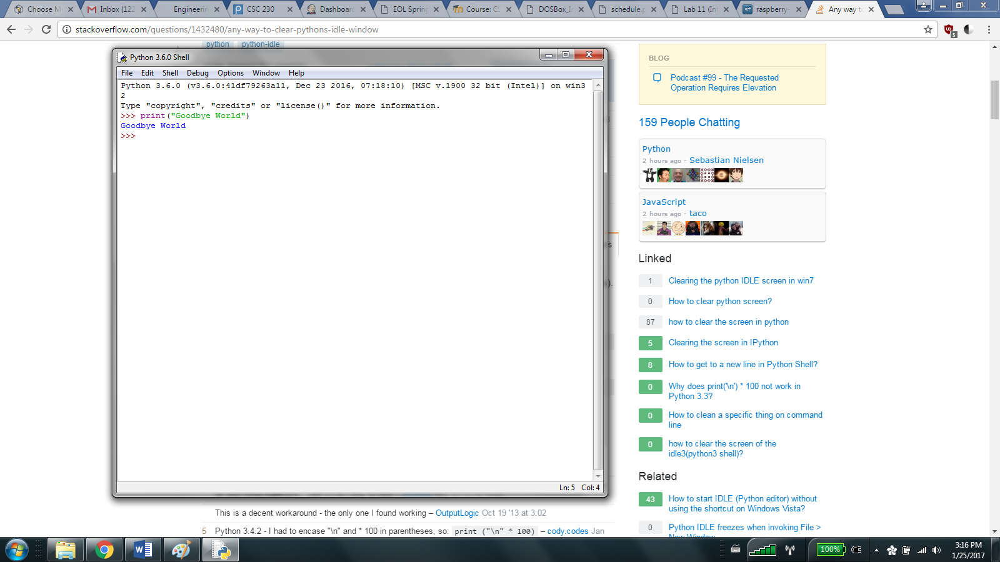 Choose M
Inbox (122
Engineerin
CSC 230
Dashboard
EOL Spring
Course: CS
DOSBox_I
schedule.p
Lab 11 (In
raspberry-
Any way to
stackoverflow.com/questions/1432480/any-way-to-clear-pythons-idle-window
5
python python-idle
Python 3.6.0 Shell
File Edit Shell Debug Options Window Help
Python 3.6.0 (v3.6.0:41df79263a11, Dec 23 2016, 07:18:10) [MSC v.1900 32 bit (Intel)] on win3
2
Type "copyright", "credits" or "license()" for more information.
>>> print("Goodbye World")
Goodbye World
>>>
Ln: 5 Col: 4
This is a decent workaround - the only one I found working – OutputLogic Oct 19 '13 at 3:02
5 Python 3.4.2 - I had to encase "\n" and * 100 in parentheses, so: print ("\n" * 100) – cody.codes Jan
BLOG
Podcast #99 - The Requested
Operation Requires Elevation
159 People Chatting
Python
2 hours ago - Sebastian Nielsen
JavaScript
2 hours ago - taco
Linked
1 Clearing the python IDLE screen in win7
0 How to clear python screen?
87 how to clear the screen in python
5 Clearing the screen in IPython
8 How to get to a new line in Python Shell?
0 Why does print('\n') * 100 not work in
Python 3.3?
0 How to clean a specific thing on command
line
0 how to clear the screen of the
idle3(python3 shell)?
Related
43 How to start IDLE (Python editor) without
using the shortcut on Windows Vista?
0 Python IDLE freezes when invoking File >
New Window
100%
3:16 PM
1/25/2017